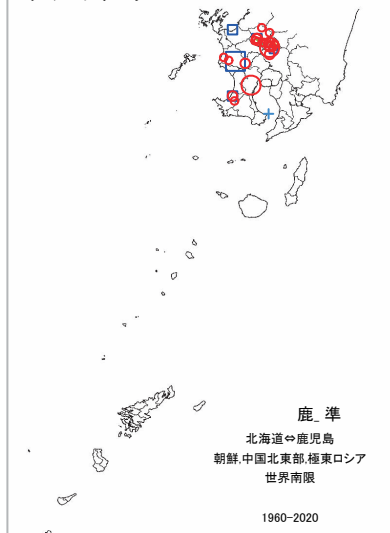 鹿_ 準
北海道⇔鹿児島
朝鮮,中国北東部,極東ロシア
世界南限
1960-2020